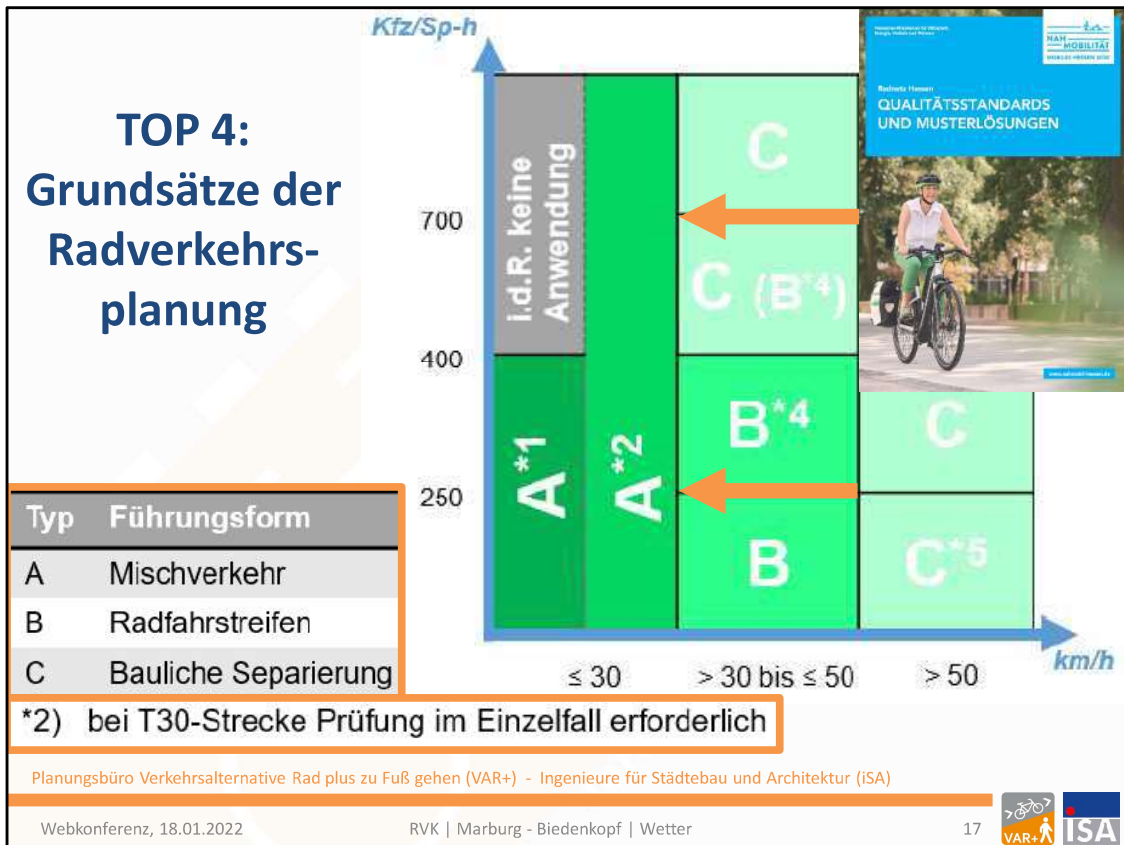 TOP 4:
Grundsätze der
Radverkehrs-
planung
Kfz/Sp-h
700
400
250
i.d.R. keine
Anwendung
A*1
A*2
C
C (B*4)
B*4
B
C
C*5
≤ 30
> 30 bis ≤ 50
> 50
km/h
NAH
MOBILITÄT
Radnetz Hessen
QUALITÄTSSTANDARDS
UND MUSTERLÖSUNGEN
Typ Führungsform
A Mischverkehr
B Radfahrstreifen
C Bauliche Separierung
*2) bei T30-Strecke Prüfung im Einzelfall erforderlich
Planungsbüro Verkehrsalternative Rad plus zu Fuß gehen (VAR+) - Ingenieure für Städtebau und Architektur (iSA)
Webkonferenz, 18.01.2022
RVK | Marburg - Biedenkopf | Wetter
17
VAR+
ISA